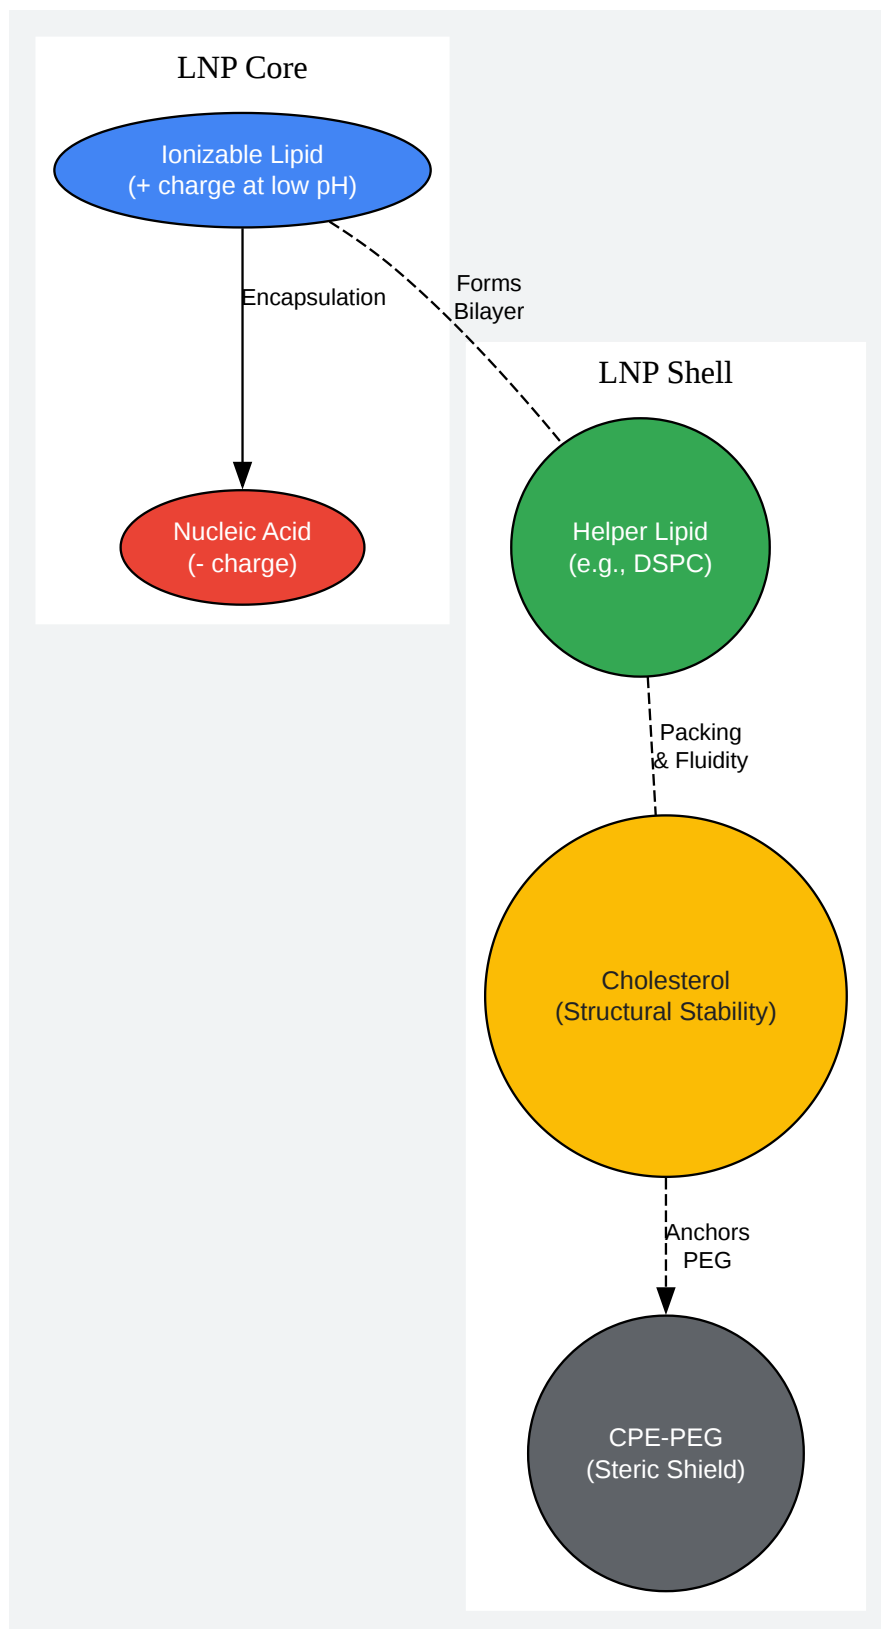 LNP Core
Ionizable Lipid
(+ charge at low pH)
Encapsulation
Forms
Bilayer
LNP Shell
Nucleic Acid
(- charge)
Helper Lipid
(e.g., DSPC)
Packing
& Fluidity
Cholesterol
(Structural Stability)
Anchors
PEG
CPE-PEG
(Steric Shield)